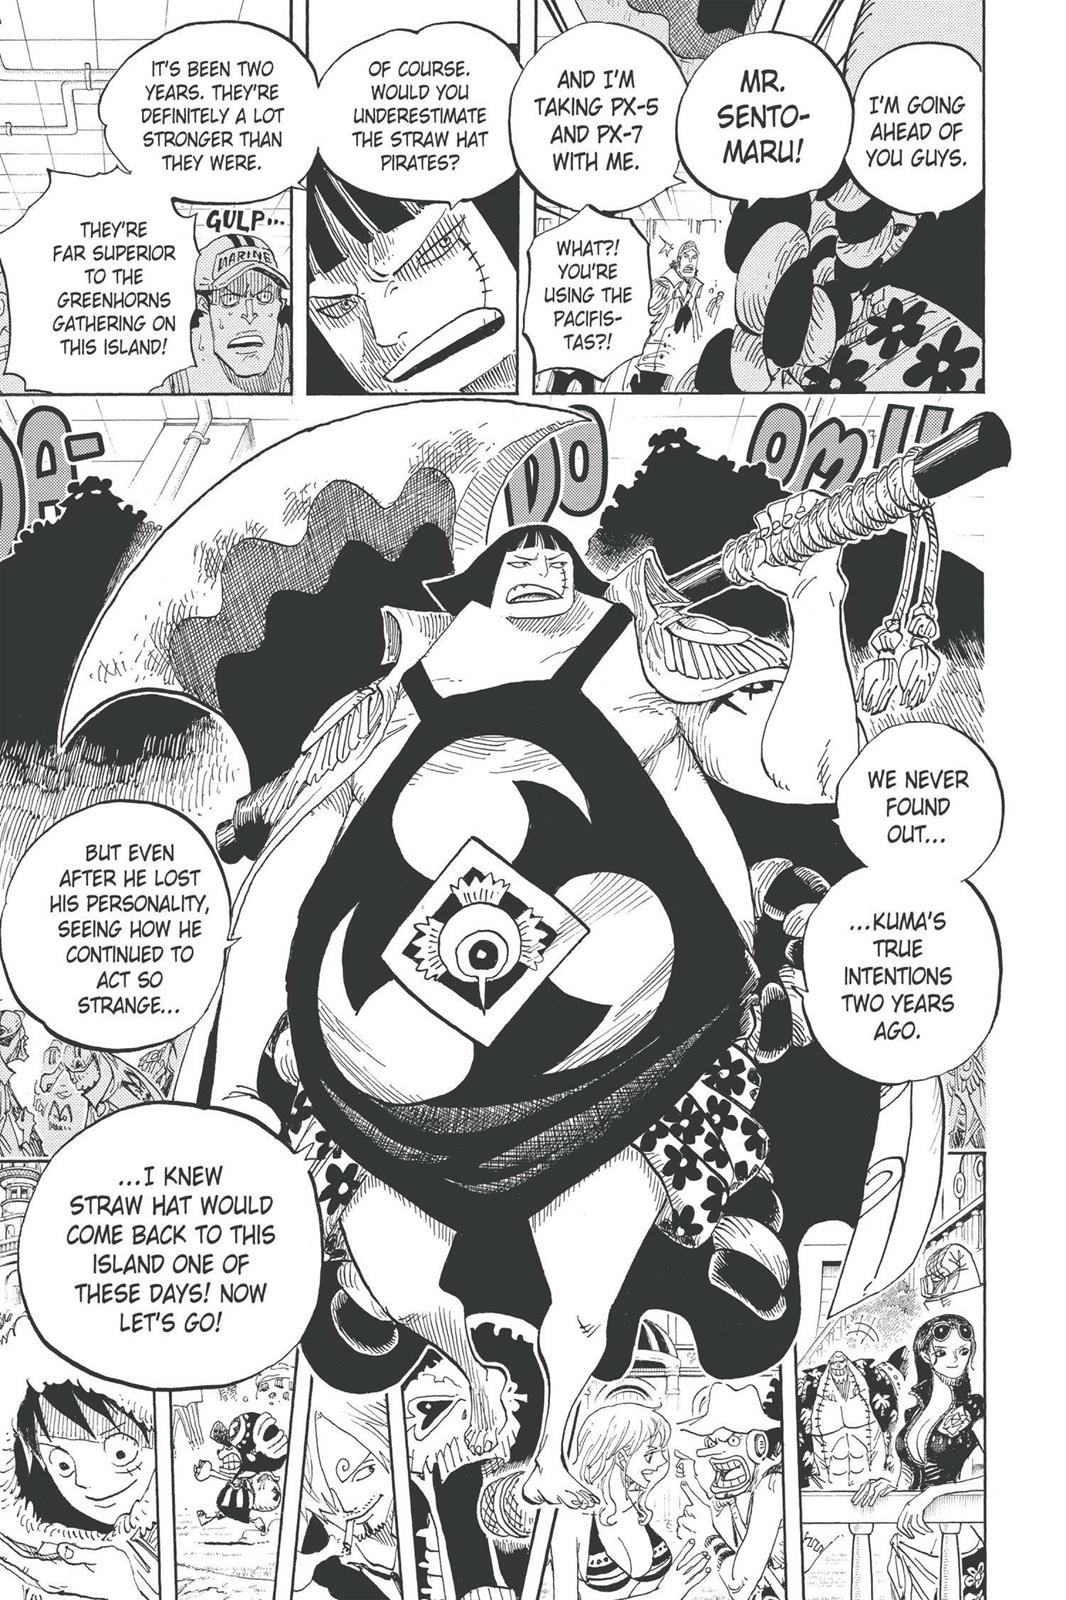 I'M GOING
AHEAD OF
YOU GUYS.
MR.
SENTO-
MARU!
AND I'M
TAKING PX-5
AND PX-7
WITH ME.
WHAT?!
YOU'RE
USING THE
PACIFIS-
TAS?!
OF COURSE.
WOULD YOU
UNDERESTIMATE
THE STRAW HAT
PIRATES?
IT'S BEEN TWO
YEARS. THEY'RE
DEFINITELY A LOT
STRONGER THAN
THEY WERE.
GULP...
MARINE
THEY'RE
FAR SUPERIOR
TO THE
GREENHORNS
GATHERING ON
THIS ISLAND!
DA-
DO
OM!!
WE NEVER
FOUND
OUT...
...KUMA'S
TRUE
INTENTIONS
TWO YEARS
AGO.
BUT EVEN
AFTER HE LOST
HIS PERSONALITY,
SEEING HOW HE
CONTINUED TO
ACT SO
STRANGE...
...I KNEW
STRAW HAT WOULD
COME BACK TO THIS
ISLAND ONE OF
THESE DAYS! NOW
LET'S GO!